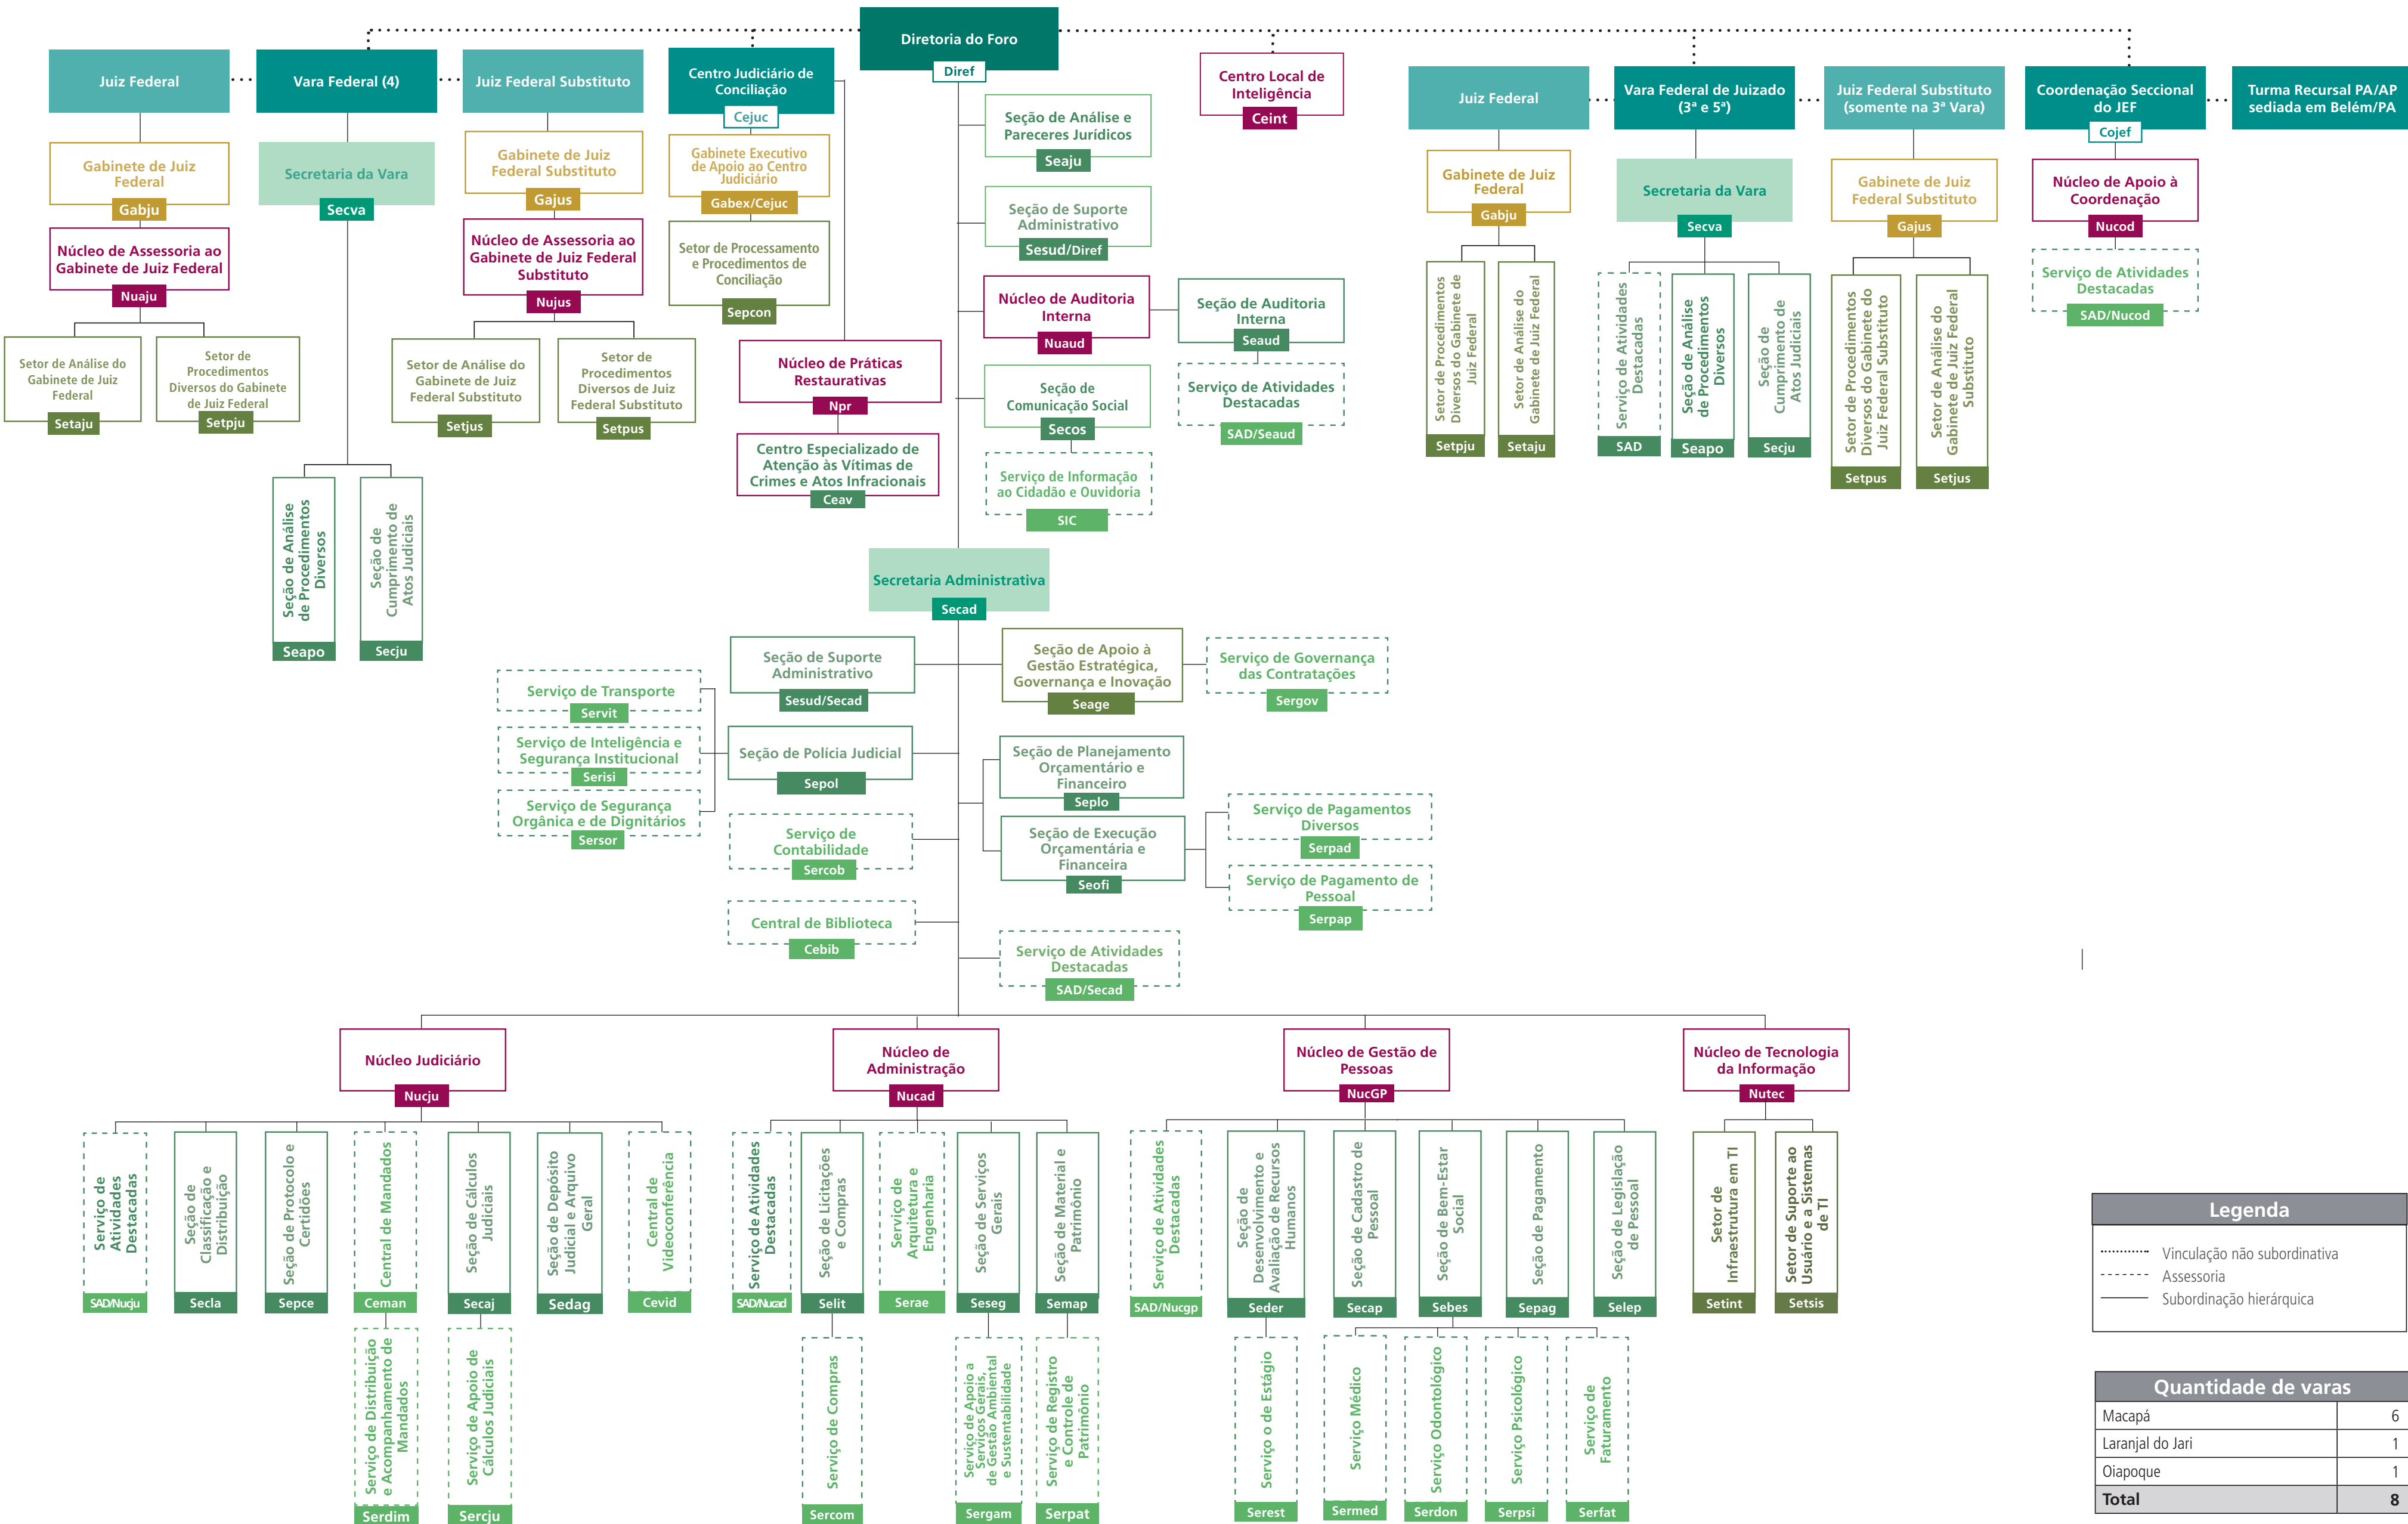 Diretoria do Foro
Diref
Juiz Federal
Vara Federal (4)
Juiz Federal Substituto
Centro Judiciário de
Conciliação
Cejuc
Centro Local de
Inteligência
Ceint
Juiz Federal
Vara Federal de Juizado
(3ª e 5ª)
Juiz Federal Substituto
(somente na 3ª Vara)
Coordenação Seccional
do JEF
Cojef
Turma Recursal PA/AP
sediada em Belém/PA
Gabinete de Juiz
Federal
Gabju
Núcleo de Assessoria ao
Gabinete de Juiz Federal
Nuaju
Setor de Análise do
Gabinete de Juiz
Federal
Setaju
Setor de
Procedimentos
Diversos do Gabinete
de Juiz Federal
Setpju
Secretaria da Vara
Secva
Seção de Análise
de Procedimentos
Diversos
Seapo
Seção de
Cumprimento de
Atos Judiciais
Secju
Gabinete de Juiz
Federal Substituto
Gajus
Núcleo de Assessoria ao
Gabinete de Juiz Federal
Substituto
Nujus
Setor de Análise do
Gabinete de Juiz
Federal Substituto
Setjus
Setor de
Procedimentos
Diversos de Juiz
Federal Substituto
Setpus
Gabinete Executivo
de Apoio ao Centro
Judiciário
Gabex/Cejuc
Setor de Processamento
e Procedimentos de
Conciliação
Sepcon
Núcleo de Práticas
Restaurativas
Npr
Centro Especializado de
Atenção às Vítimas de
Crimes e Atos Infracionais
Ceav
Seção de Análise e
Pareceres Jurídicos
Seaju
Seção de Suporte
Administrativo
Sesud/Diref
Núcleo de Auditoria
Interna
Nuaud
Seção de Auditoria
Interna
Seaud
Serviço de Atividades
Destacadas
SAD/Seaud
Seção de
Comunicação Social
Secos
Serviço de Informação
ao Cidadão e Ouvidoria
SIC
Gabinete de Juiz
Federal
Gabju
Setor de Procedimentos
Diversos do Gabinete de
Juiz Federal
Setpju
Setor de Análise do
Gabinete de Juiz Federal
Setaju
Secretaria da Vara
Secva
Serviço de Atividades
Destacadas
SAD
Seção de Análise
de Procedimentos
Diversos
Seapo
Seção de
Cumprimento de
Atos Judiciais
Secju
Gabinete de Juiz
Federal Substituto
Gajus
Setor de Procedimentos
Diversos do Gabinete do
Juiz Federal Substituto
Setpus
Setor de Análise do
Gabinete de Juiz Federal
Substituto
Setjus
Núcleo de Apoio à
Coordenação
Nucod
Serviço de Atividades
Destacadas
SAD/Nucod
Secretaria Administrativa
Secad
Seção de Suporte
Administrativo
Sesud/Secad
Seção de Apoio à
Gestão Estratégica,
Governança e Inovação
Seage
Serviço de Governança
das Contratações
Sergov
Serviço de Transporte
Servit
Serviço de Inteligência e
Segurança Institucional
Serisi
Serviço de Segurança
Orgânica e de Dignitários
Sersor
Seção de Polícia Judicial
Sepol
Seção de Planejamento
Orçamentário e
Financeiro
Seplo
Serviço de
Contabilidade
Sercob
Seção de Execução
Orçamentária e
Financeira
Seofi
Serviço de Pagamentos
Diversos
Serpad
Serviço de Pagamento de
Pessoal
Serpap
Central de Biblioteca
Cebib
Serviço de Atividades
Destacadas
SAD/Secad
Núcleo Judiciário
Nucju
Núcleo de
Administração
Nucad
Núcleo de Gestão de
Pessoas
NucGP
Núcleo de Tecnologia
da Informação
Nutec
Serviço de
Atividades
Destacadas
SAD/Nucju
Seção de
Classificação e
Distribuição
Secla
Seção de Protocolo e
Certidões
Sepce
Central de Mandados
Ceman
Seção de Cálculos
Judiciais
Secaj
Seção de Depósito
Judicial e Arquivo
Geral
Sedag
Central de
Videoconferência
Cevid
Serviço de Atividades
Destacadas
SAD/Nucad
Seção de Licitações
e Compras
Selit
Serviço de
Arquitetura e
Engenharia
Serae
Seção de Serviços
Gerais
Seseg
Seção de Material e
Patrimônio
Semap
Serviço de Atividades
Destacadas
SAD/Nucgp
Seção de
Desenvolvimento e
Avaliação de Recursos
Humanos
Seder
Seção de Cadastro de
Pessoal
Secap
Seção de Bem-Estar
Social
Sebes
Seção de Pagamento
Sepag
Seção de Legislação
de Pessoal
Selep
Setor de
Infraestrutura em TI
Setint
Setor de Suporte ao
Usuário e a Sistemas
de TI
Setsis
Serviço de Distribuição
e Acompanhamento de
Mandados
Serdim
Serviço de Apoio de
Cálculos Judiciais
Sercju
Serviço de Compras
Sercom
Serviço de Apoio a
Serviços Gerais,
de Gestão Ambiental
e Sustentabilidade
Sergam
Serviço de Registro
e Controle de
Patrimônio
Serpat
Serviço o de Estágio
Serest
Serviço Médico
Sermed
Serviço Odontológico
Serdon
Serviço Psicológico
Serpsi
Serviço de
Faturamento
Serfat
Legenda
Vinculação não subordinativa
Assessoria
Subordinação hierárquica
Quantidade de varas
Macapá 6
Laranjal do Jari 1
Oiapoque 1
Total 8